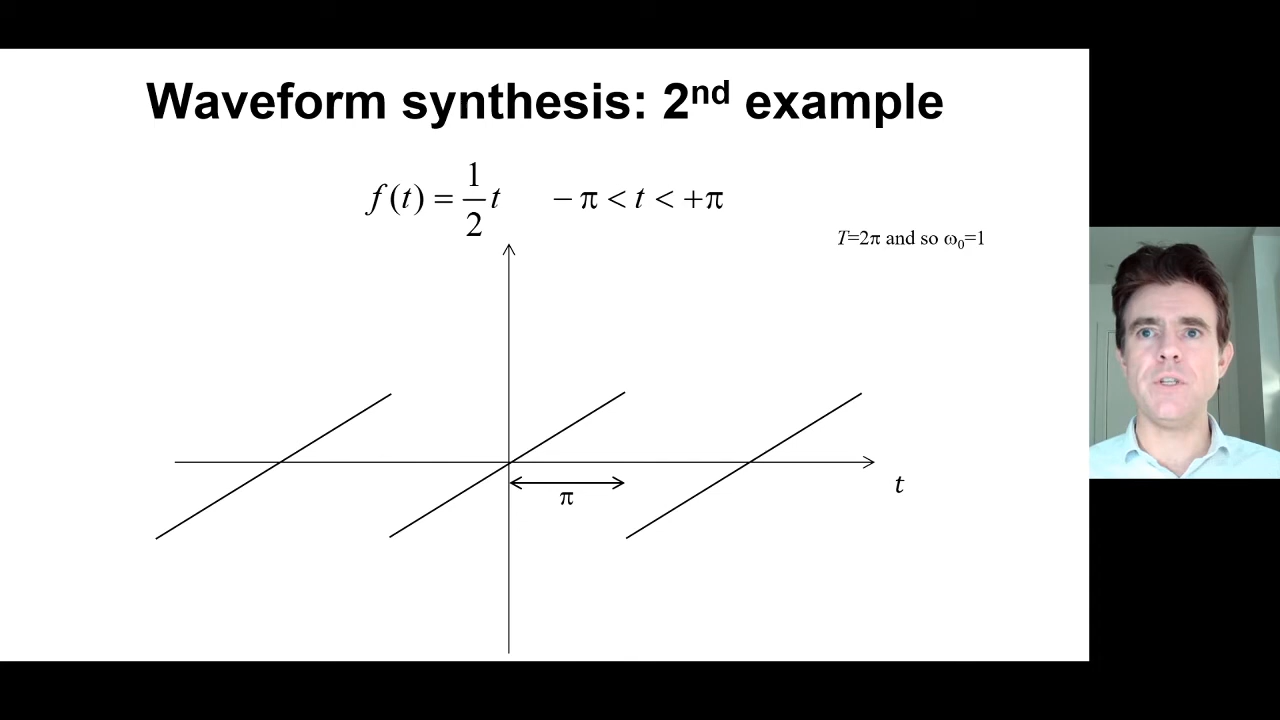 Waveform synthesis: 2nd example
f(t) = 1/2 t    − π < t < +π
T=2π and so ω0=1
π
t